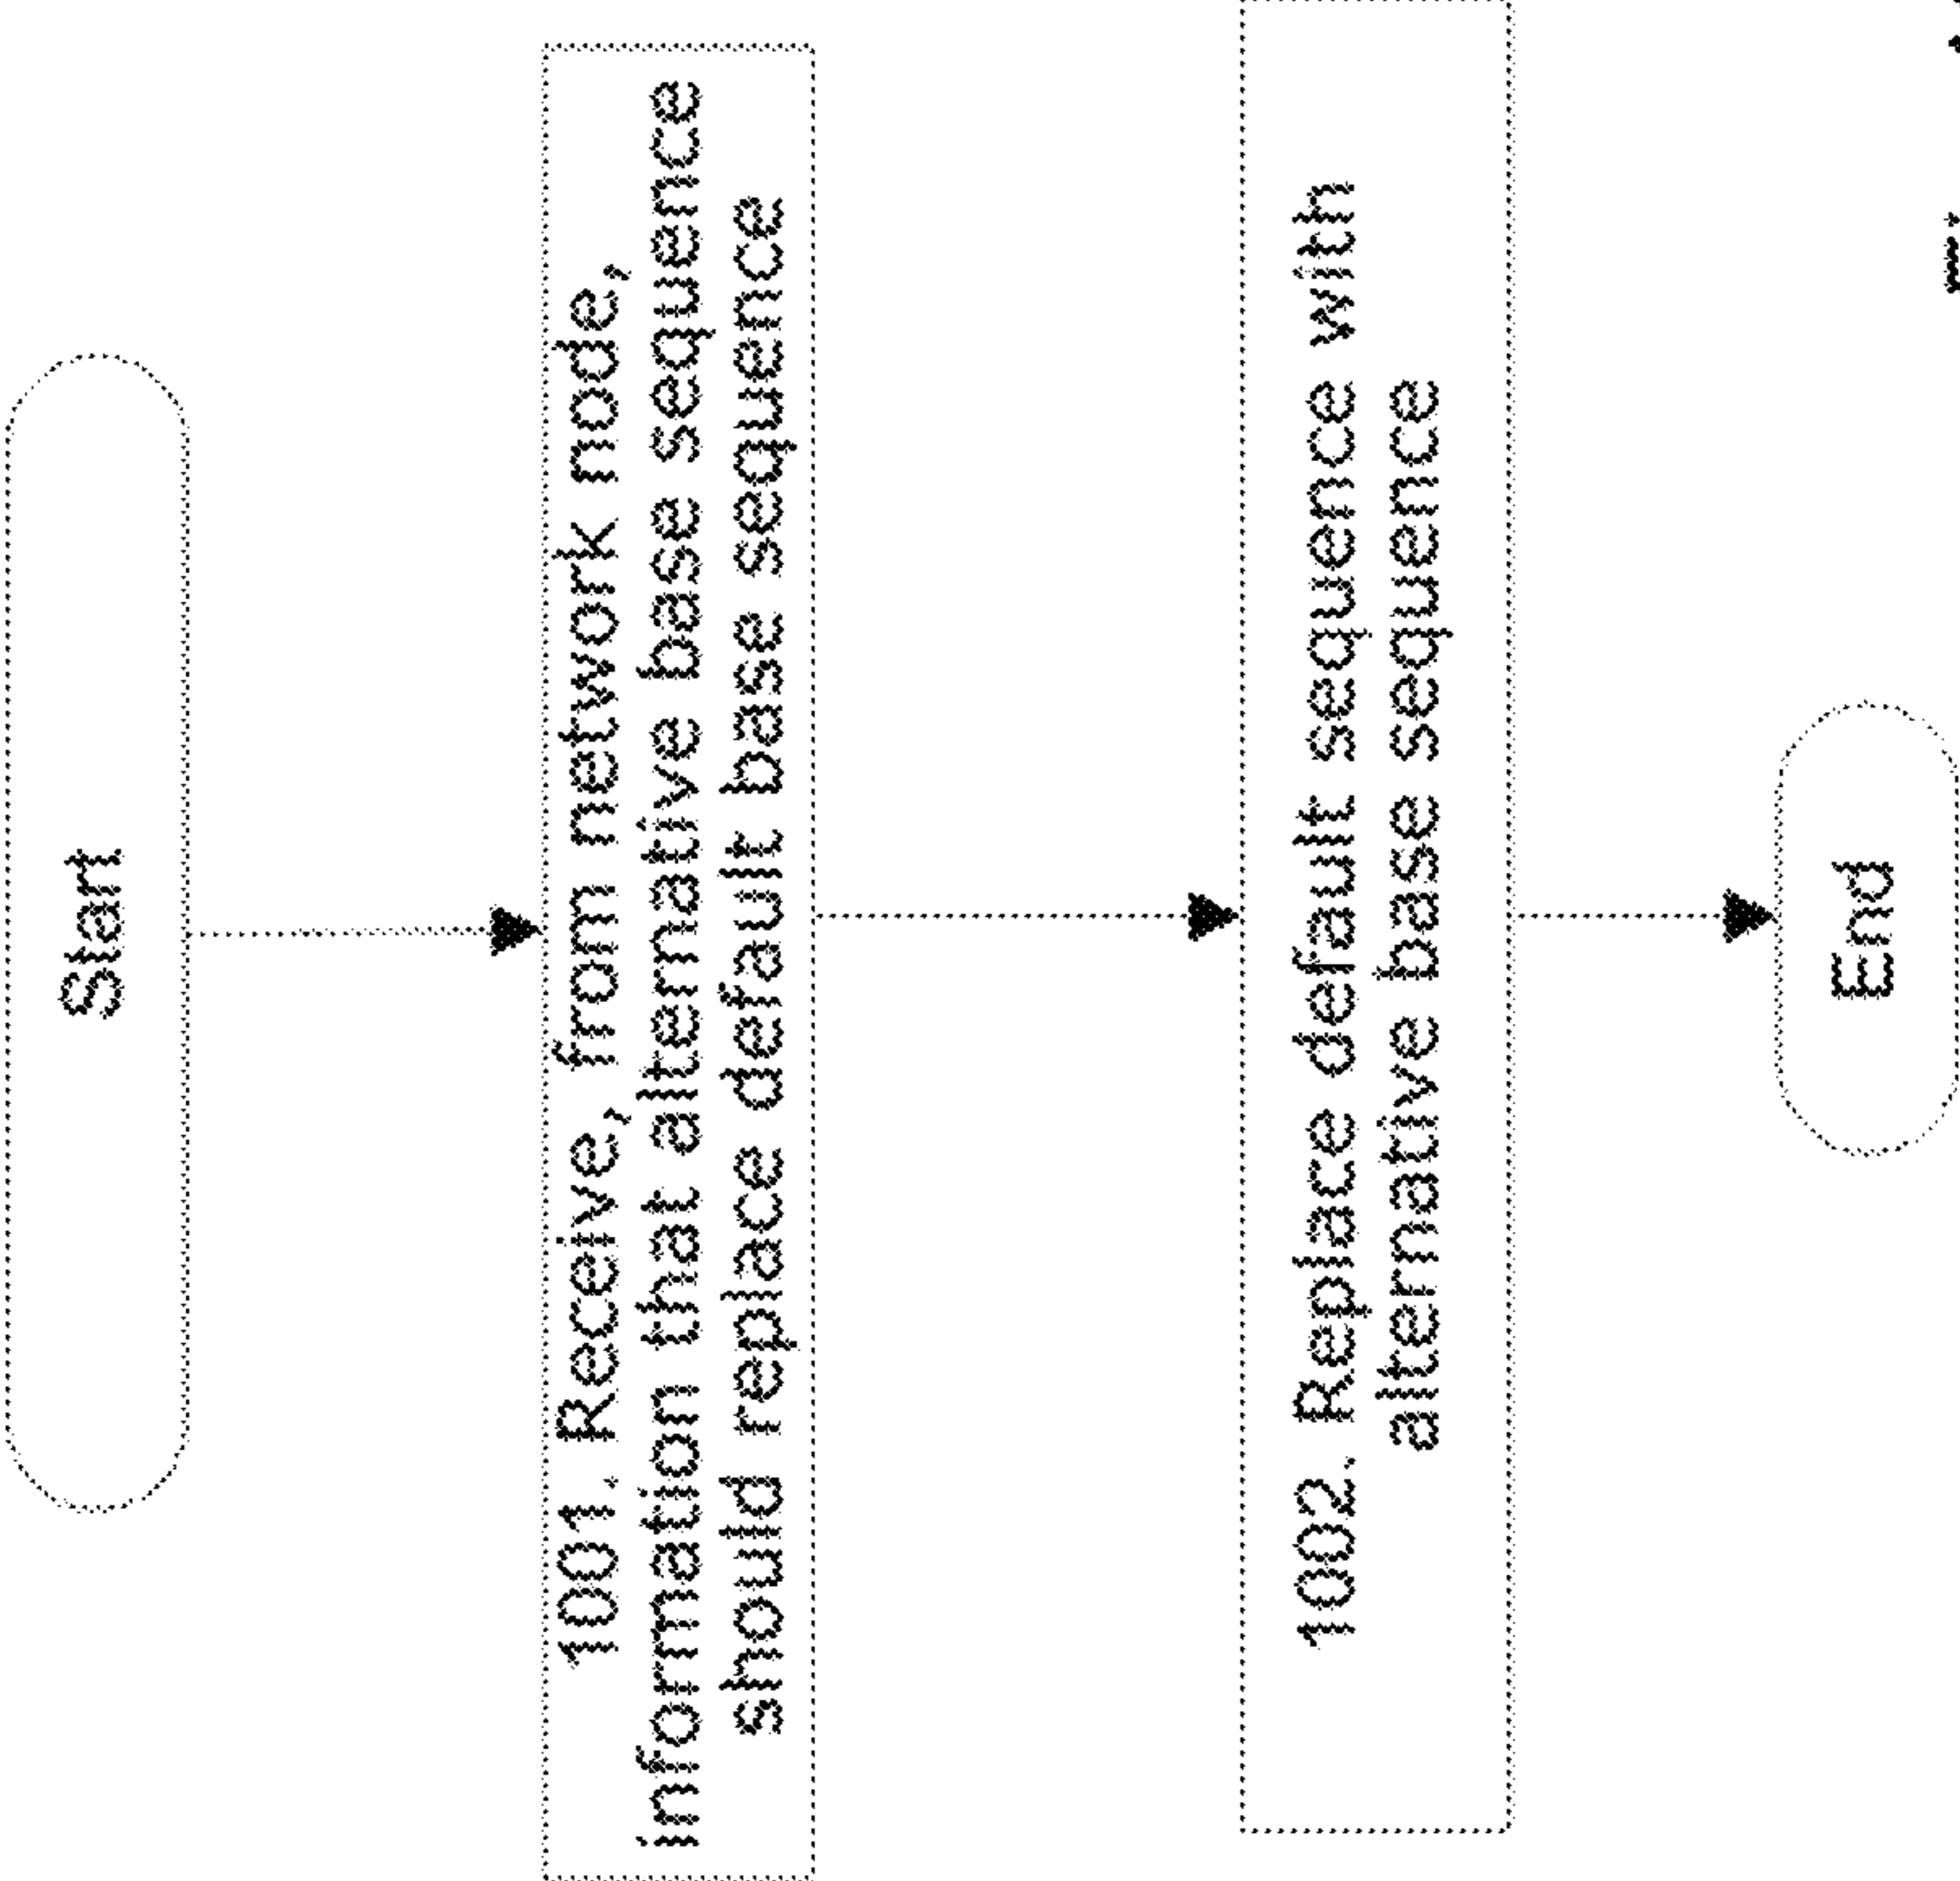 Start
1001. Receive, from network node,
information that alternative base sequence
should replace default base sequence
1002. Replace default sequence with
alternative base sequence
End